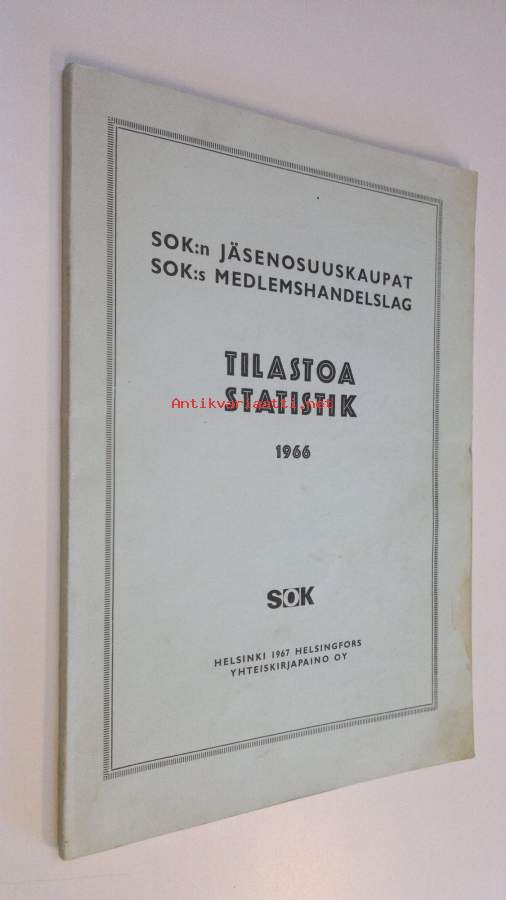 SOK:n JÄSENOSUUSKAUPAT
SOK:s MEDLEMSHANDELSLAG
TILASTOA
Antikvariaatti.net
STATISTIK
1966
SOK
HELSINKI 1967 HELSINGFORS
YHTEISKIRJAPAINO OY